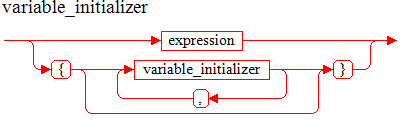 variable_initializer
expression
{ variable_initializer }
,